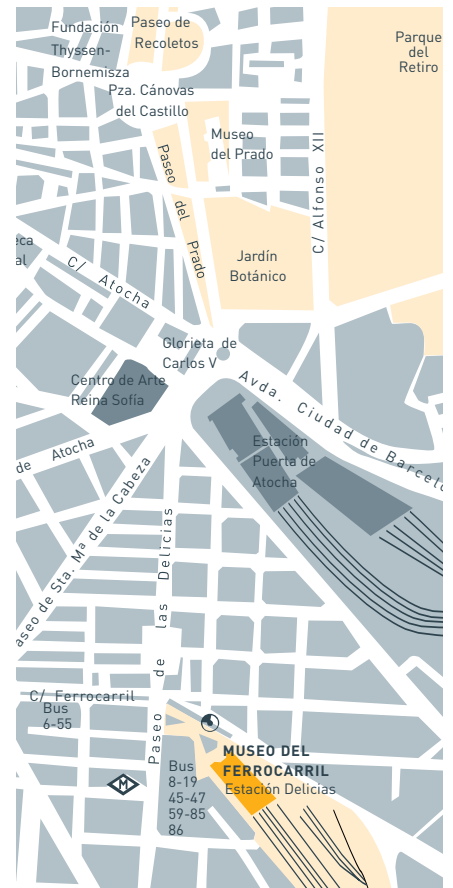 Fundación
Thyssen-
Bornemisza
Paseo de
Recoletos
Parque
del
Retiro
Pza. Cánovas
del Castillo
Museo
del Prado
Paseo del Prado
C/ Alfonso XII
eca
al
C/ Atocha
Jardín
Botánico
Glorieta de
Carlos V
Centro de Arte
Reina Sofía
Avda. Ciudad de Barcelo
de Atocha
Estación
Puerta de
Atocha
aseo de Sta. Mª de la Cabeza
Paseo de las Delicias
C/ Ferrocarril
Bus
6-55
MUSEO DEL
FERROCARRIL
Estación Delicias
Bus
8-19
45-47
59-85
86
M